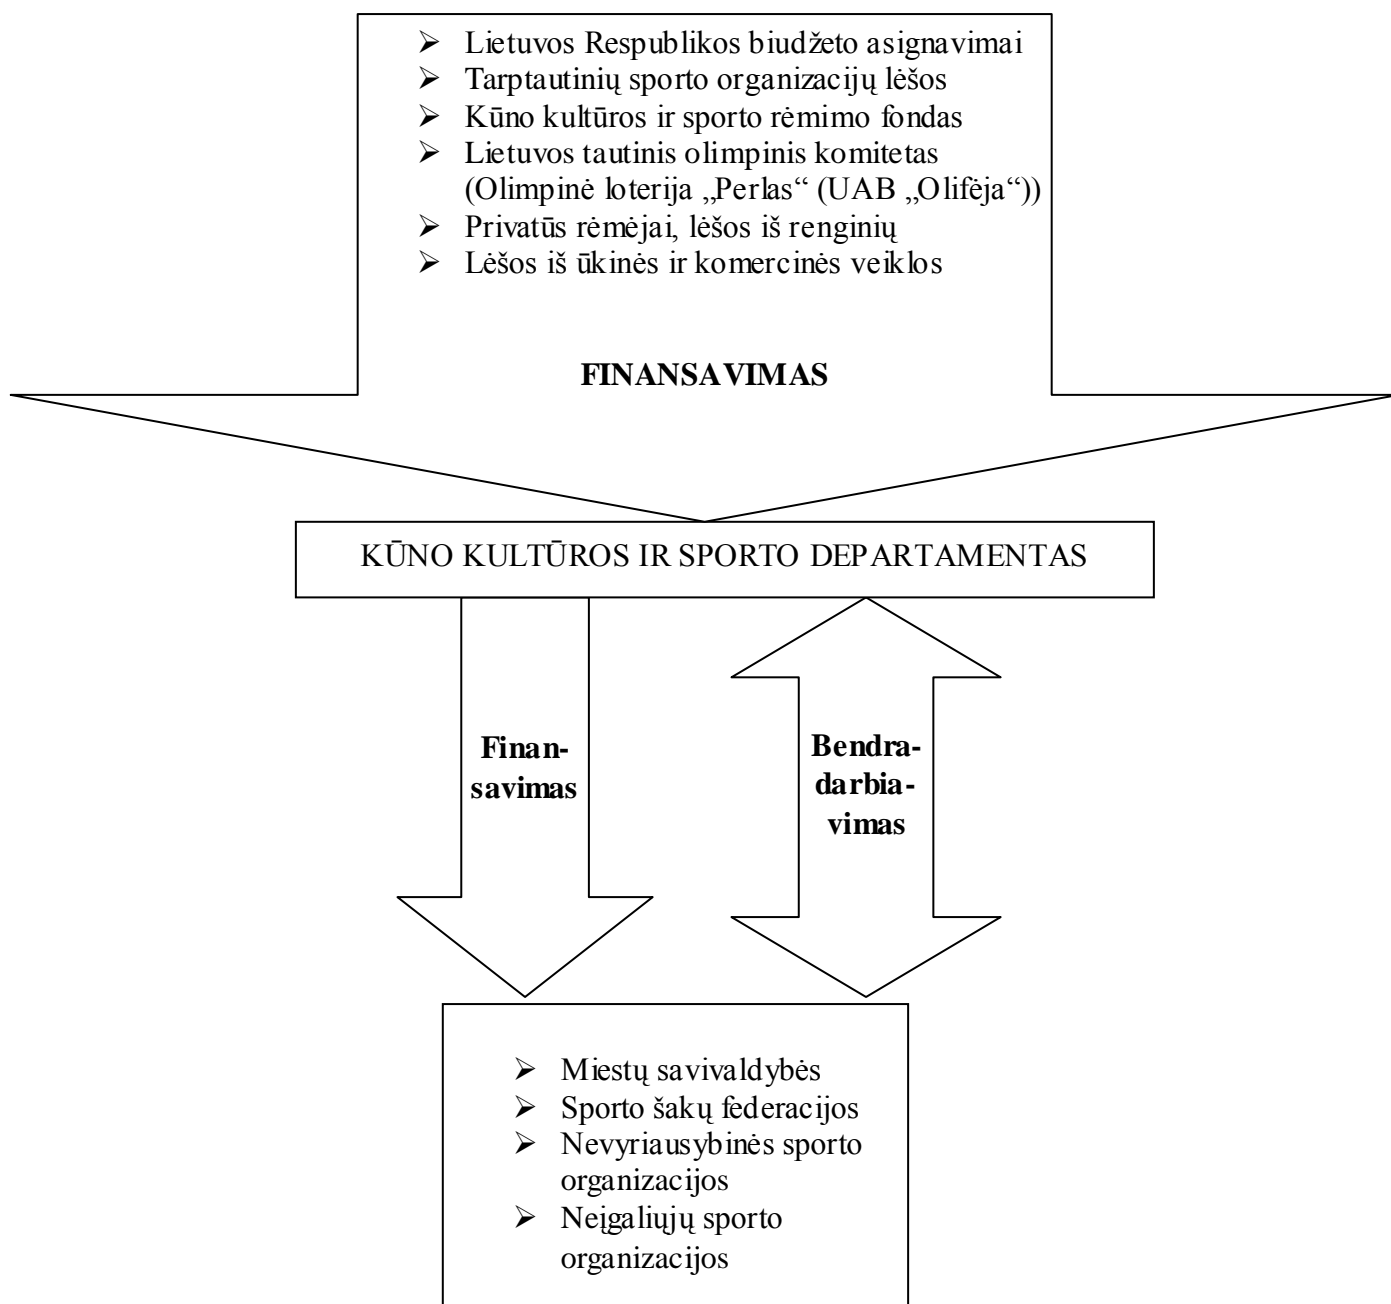 ➢ Lietuvos Respublikos biudžeto asignavimai
➢ Tarptautinių sporto organizacijų lėšos
➢ Kūno kultūros ir sporto rėmimo fondas
➢ Lietuvos tautinis olimpinis komitetas
(Olimpinė loterija „Perlas“ (UAB „Olifėja“))
➢ Privatūs rėmėjai, lėšos iš renginių
➢ Lėšos iš ūkinės ir komercinės veiklos
FINANSAVIMAS
KŪNO KULTŪROS IR SPORTO DEPARTAMENTAS
Finan-
savimas
Bendra-
darbia-
vimas
➢ Miestų savivaldybės
➢ Sporto šakų federacijos
➢ Nevyriausybinės sporto
organizacijos
➢ Neįgaliųjų sporto
organizacijos